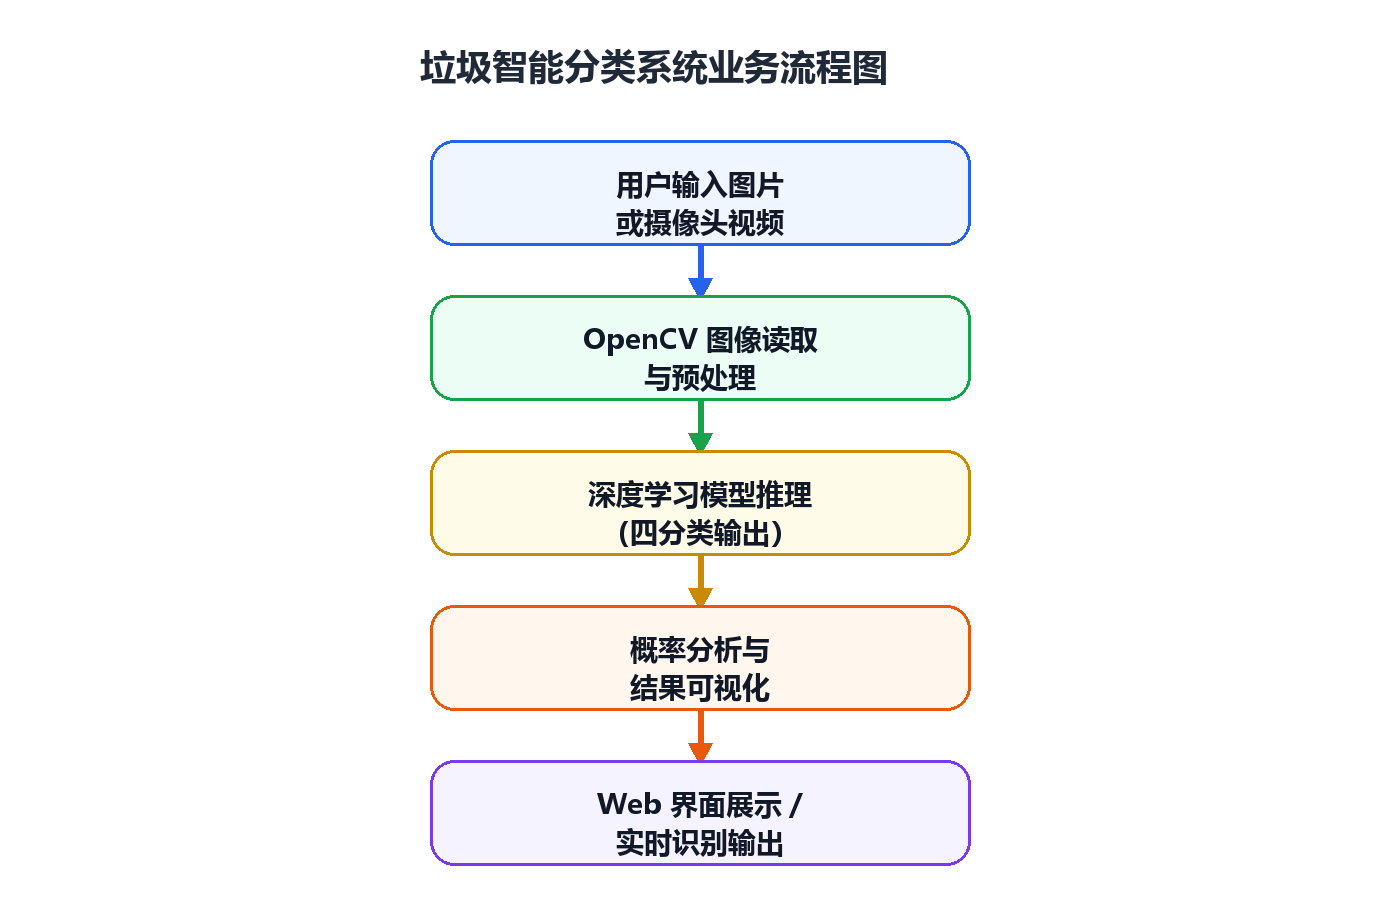 垃圾智能分类系统业务流程图
用户输入图片
或摄像头视频
OpenCV 图像读取
与预处理
深度学习模型推理
（四分类输出）
概率分析与
结果可视化
Web 界面展示 /
实时识别输出